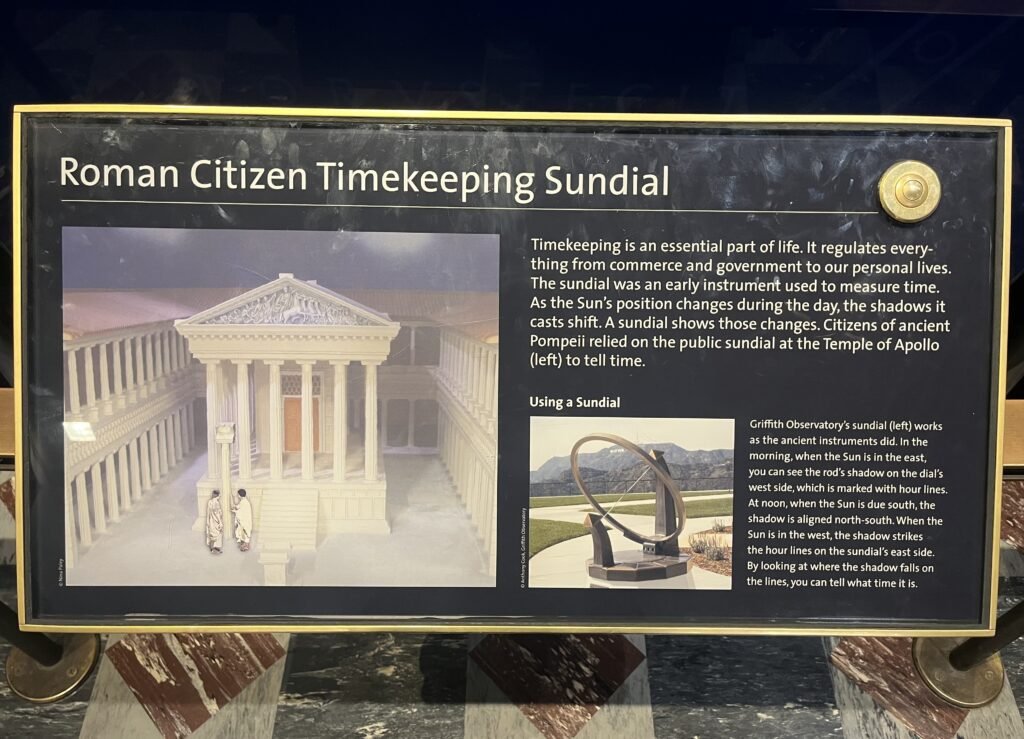 Roman Citizen Timekeeping Sundial
Timekeeping is an essential part of life. It regulates every-
thing from commerce and government to our personal lives.
The sundial was an early instrument used to measure time.
As the Sun's position changes during the day, the shadows it
casts shift. A sundial shows those changes. Citizens of ancient
Pompeii relied on the public sundial at the Temple of Apollo
(left) to tell time.
Using a Sundial
Griffith Observatory's sundial (left) works
as the ancient instruments did. In the
morning, when the Sun is in the east,
you can see the rod's shadow on the dial's
west side, which is marked with hour lines.
At noon, when the Sun is due south, the
shadow is aligned north-south. When the
Sun is in the west, the shadow strikes
the hour lines on the sundial's east side.
By looking at where the shadow falls on
the lines, you can tell what time it is.
© Anthony Cook, Griffith Observatory